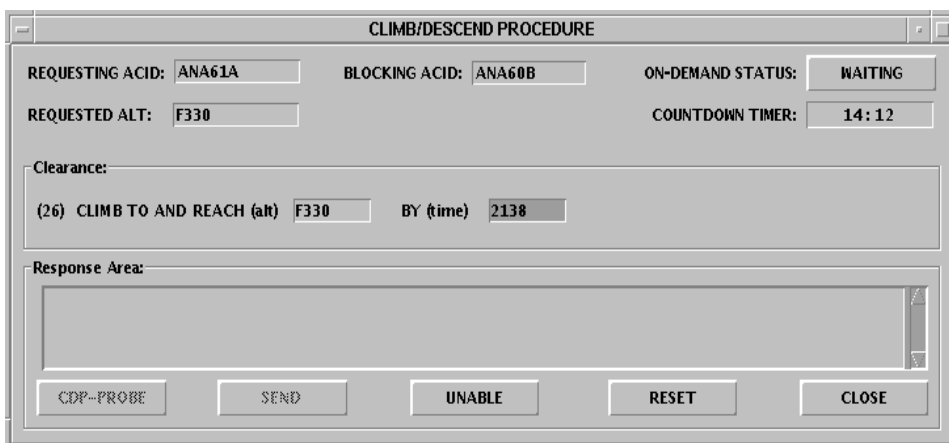 CLIMB/DESCEND PROCEDURE
REQUESTING ACID: ANA61A BLOCKING ACID: ANA60B ON-DEMAND STATUS: WAITING
REQUESTED ALT: F330 COUNTDOWN TIMER: 14:12
Clearance:
(26) CLIMB TO AND REACH (alt) F330 BY (time) 2138
Response Area:
CDP-PROBE SEND UNABLE RESET CLOSE